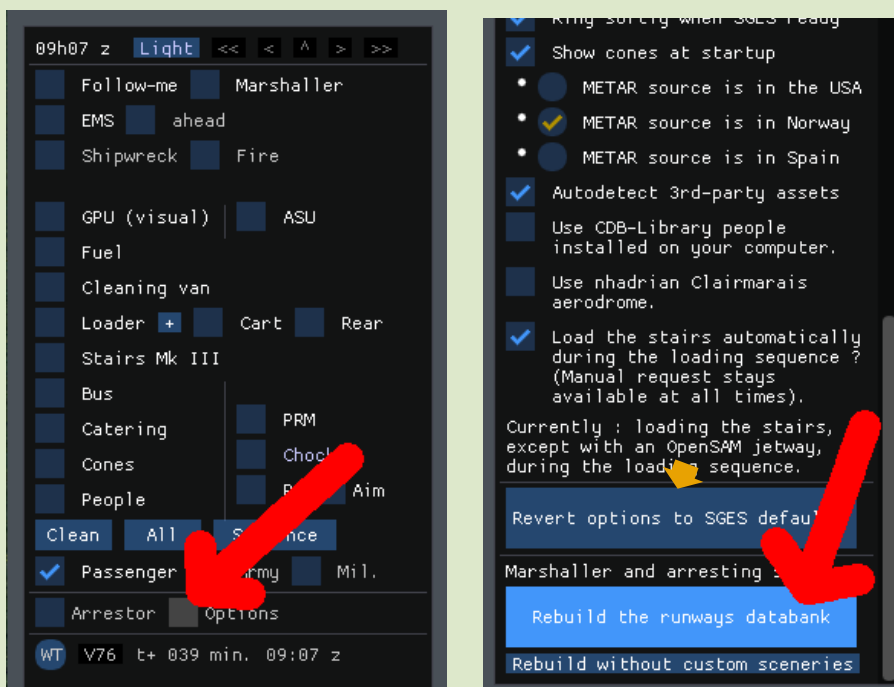 09h07 z Light << < ^ > >>
Follow-me Marshaller
EMS ahead
Shipwreck Fire
GPU (visual) ASU
Fuel
Cleaning van
Loader + Cart Rear
Stairs Mk III
Bus
Catering PRM
Cones
People Aim
Clean All
Passenger Mil.
Arrestor Options
WT V76 t+ 039 min. 09:07 z
Ring softly when SGES ready
Show cones at startup
METAR source is in the USA
METAR source is in Norway
METAR source is in Spain
Autodetect 3rd-party assets
Use CDB-Library people
installed on your computer.
Use nhadrian Clairmarais
aerodrome.
Load the stairs automatically
during the loading sequence ?
(Manual request stays
available at all times).
Currently : loading the stairs,
except with an OpenSAM jetway,
during the loading sequence.
Revert options to SGES
Marshaller and arresting
Rebuild the runways databank
Rebuild without custom sceneries